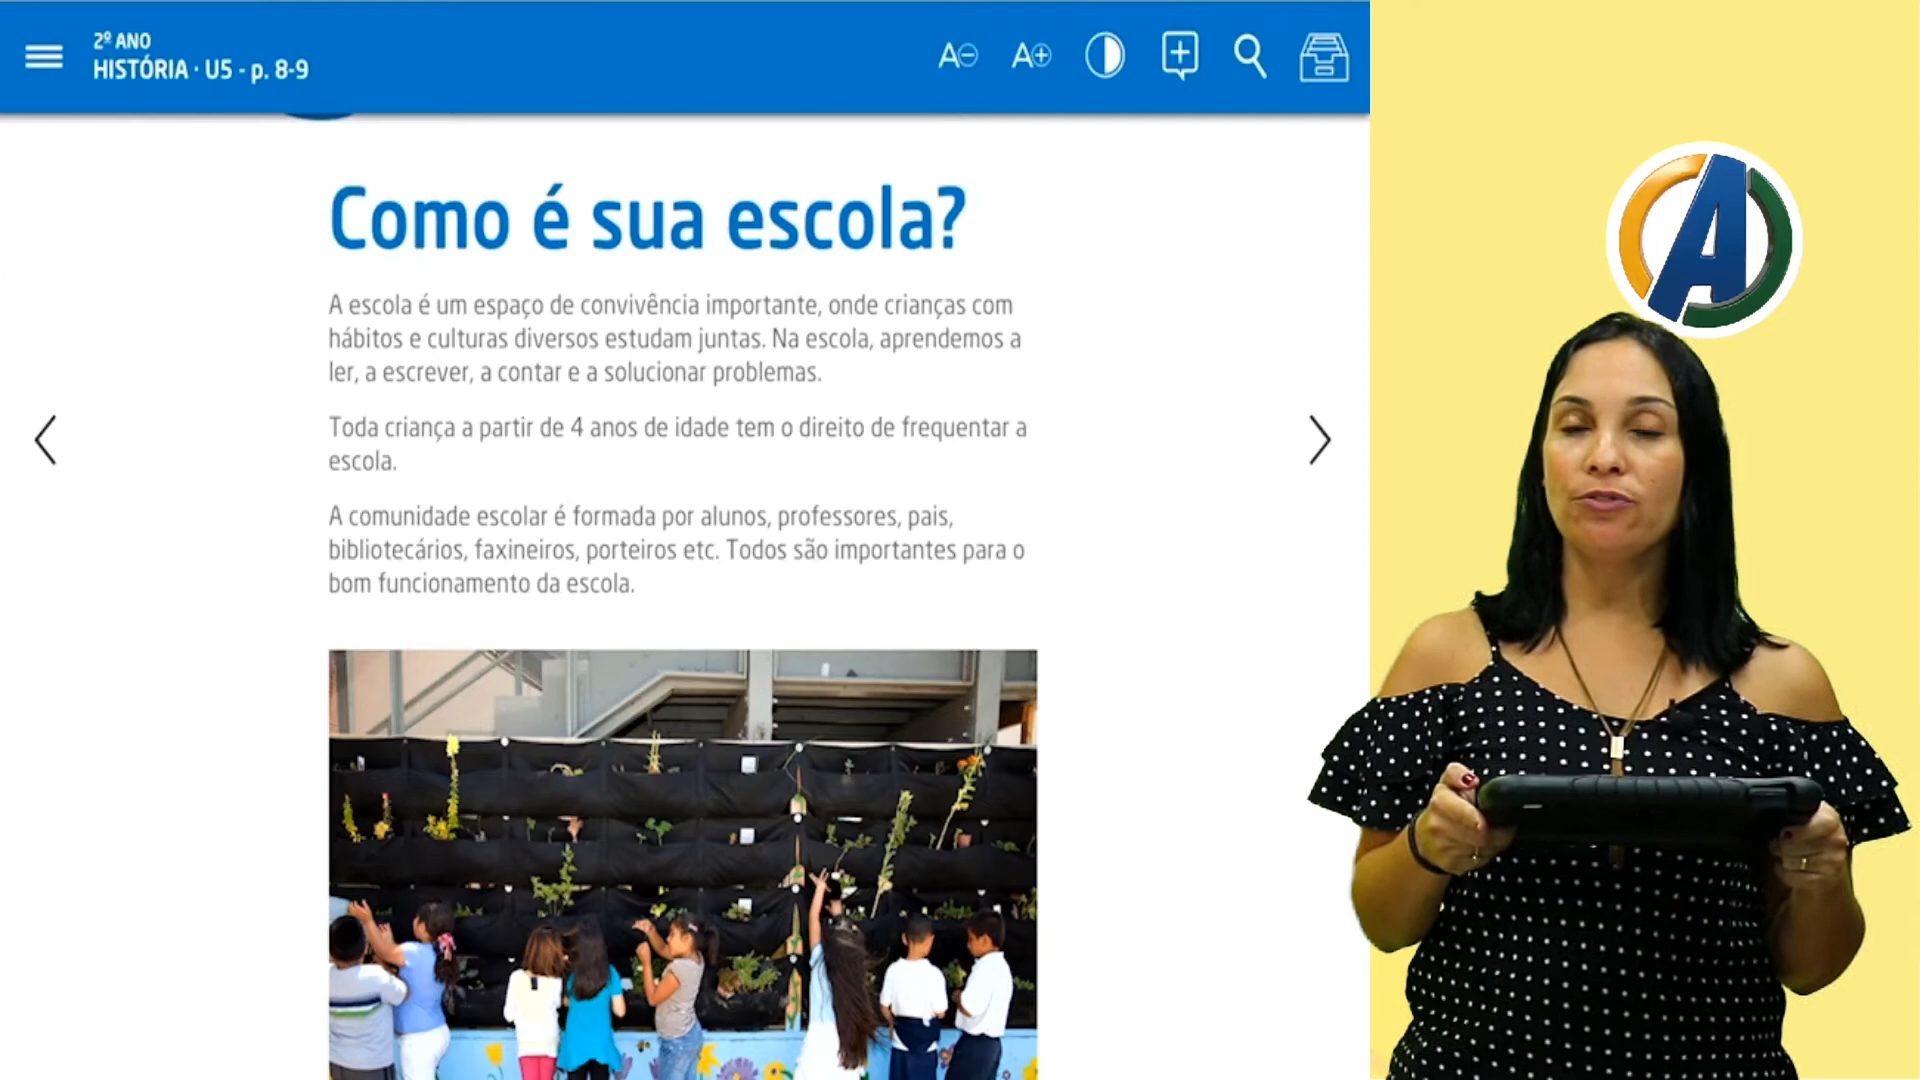 2º ANO
HISTÓRIA · U5 - p. 8-9
A
A
Como é sua escola?
A escola é um espaço de convivência importante, onde crianças com
hábitos e culturas diversos estudam juntas. Na escola, aprendemos a
ler, a escrever, a contar e a solucionar problemas.
Toda criança a partir de 4 anos de idade tem o direito de frequentar a
escola.
A comunidade escolar é formada por alunos, professores, pais,
bibliotecários, faxineiros, porteiros etc. Todos são importantes para o
bom funcionamento da escola.
A